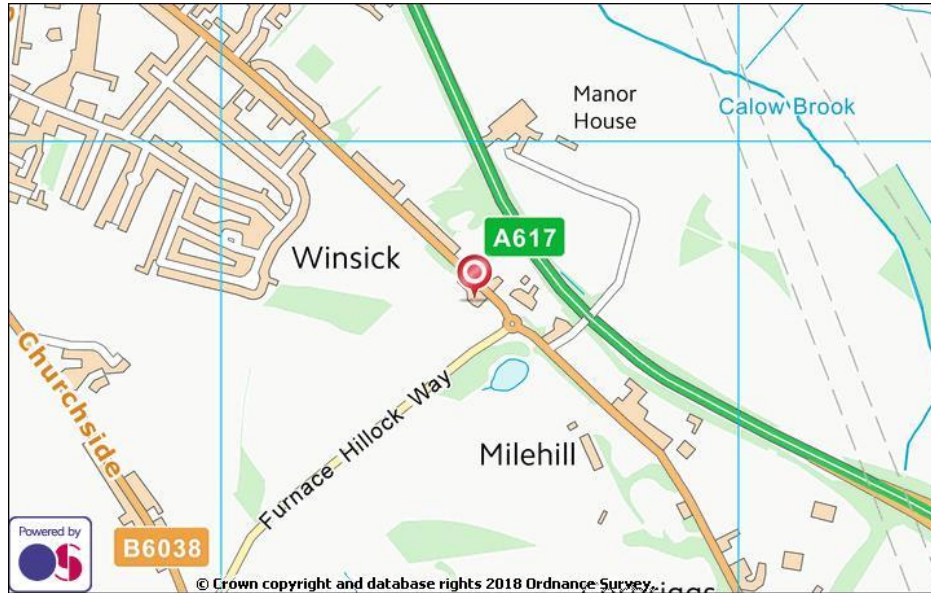 Manor
House
Calow Brook
A617
Winsick
Churchside
Furnace Hillock Way
Milehill
Powered by
OS
B6038
© Crown copyright and database rights 2018 Ordnance Survey.